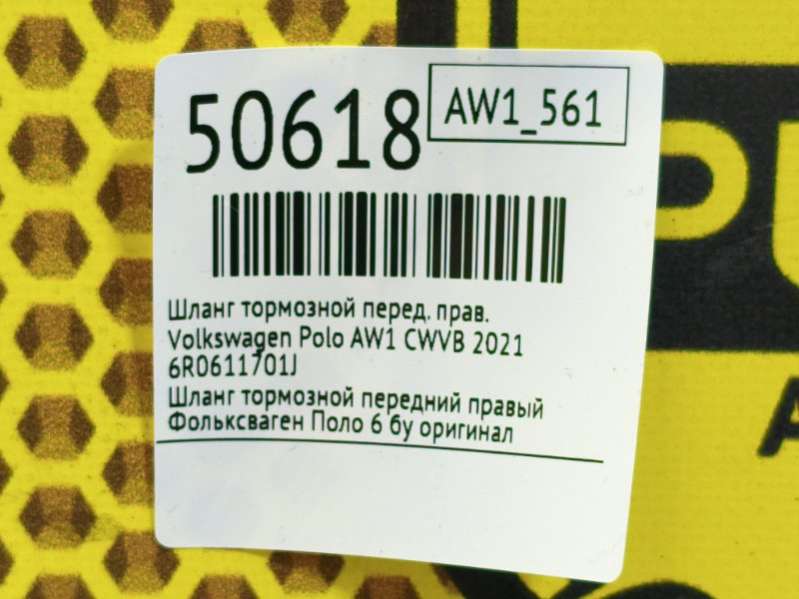 50618
AW1_561
Шланг тормозной перед. прав.
Volkswagen Polo AW1 CWVB 2021
6R0611701J
Шланг тормозной передний правый
Фольксваген Поло 6 бу оригинал